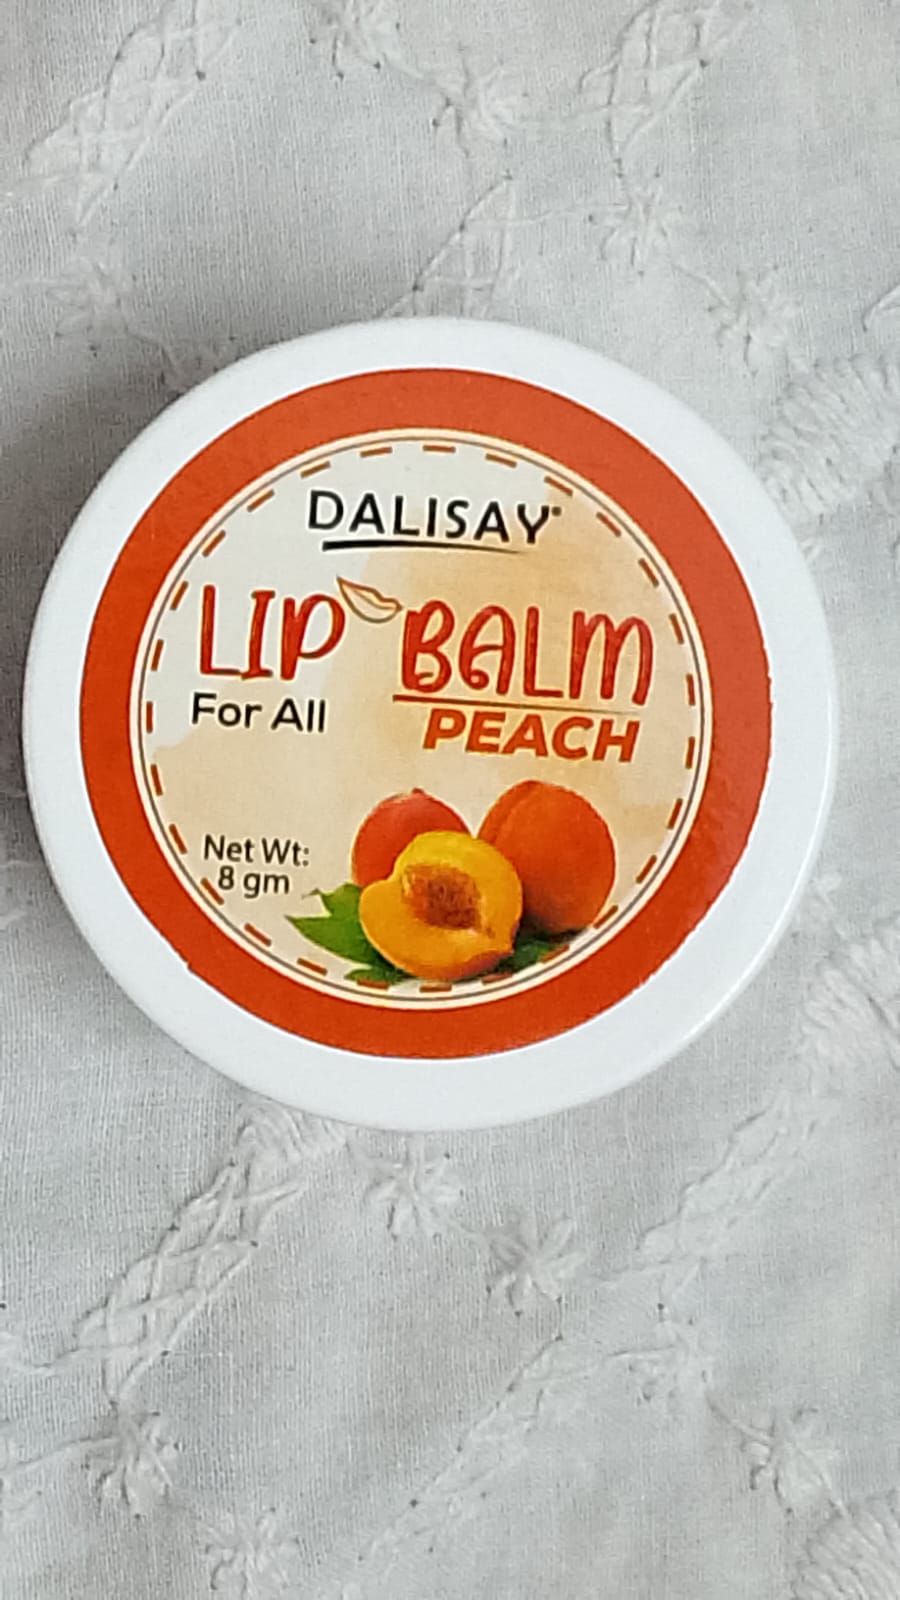 DALISAY
LIP BALM
For All
PEACH
Net Wt:
8 gm